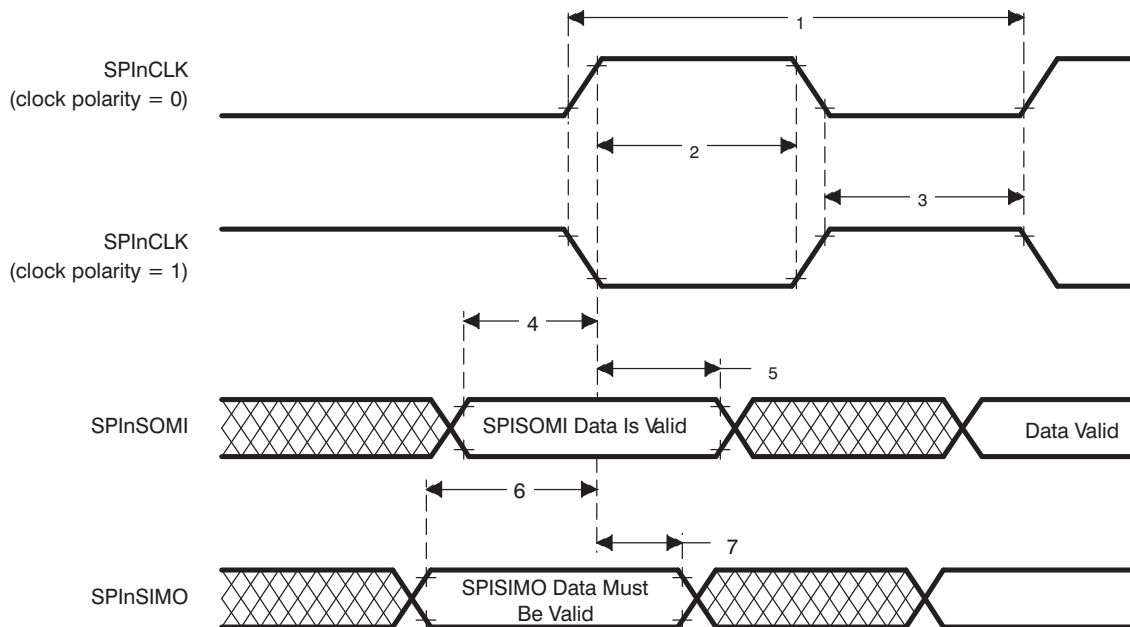 1
SPInCLK
(clock polarity = 0)
2
3
SPInCLK
(clock polarity = 1)
4
5
SPInSOMI
SPISOMI Data Is Valid
Data Valid
6
7
SPInSIMO
SPISIMO Data Must
Be Valid